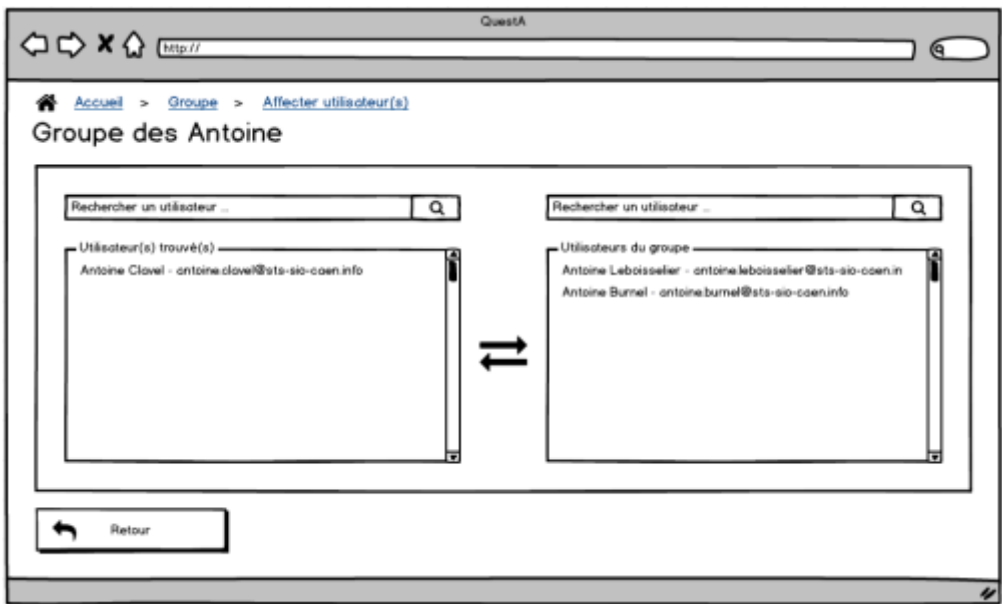 QuestA
http://
Accueil > Groupe > Affecter utilisateur(s)
Groupe des Antoine
Rechercher un utilisateur ...
Rechercher un utilisateur ...
Utilisateur(s) trouvé(s)
Antoine Clavel - antoine.clavel@sts-sio-caen.info
Utilisateurs du groupe
Antoine Leboisselier - antoine.leboisselier@sts-sio-caen.in
Antoine Burnel - antoine.burnel@sts-sio-caen.info
Retour